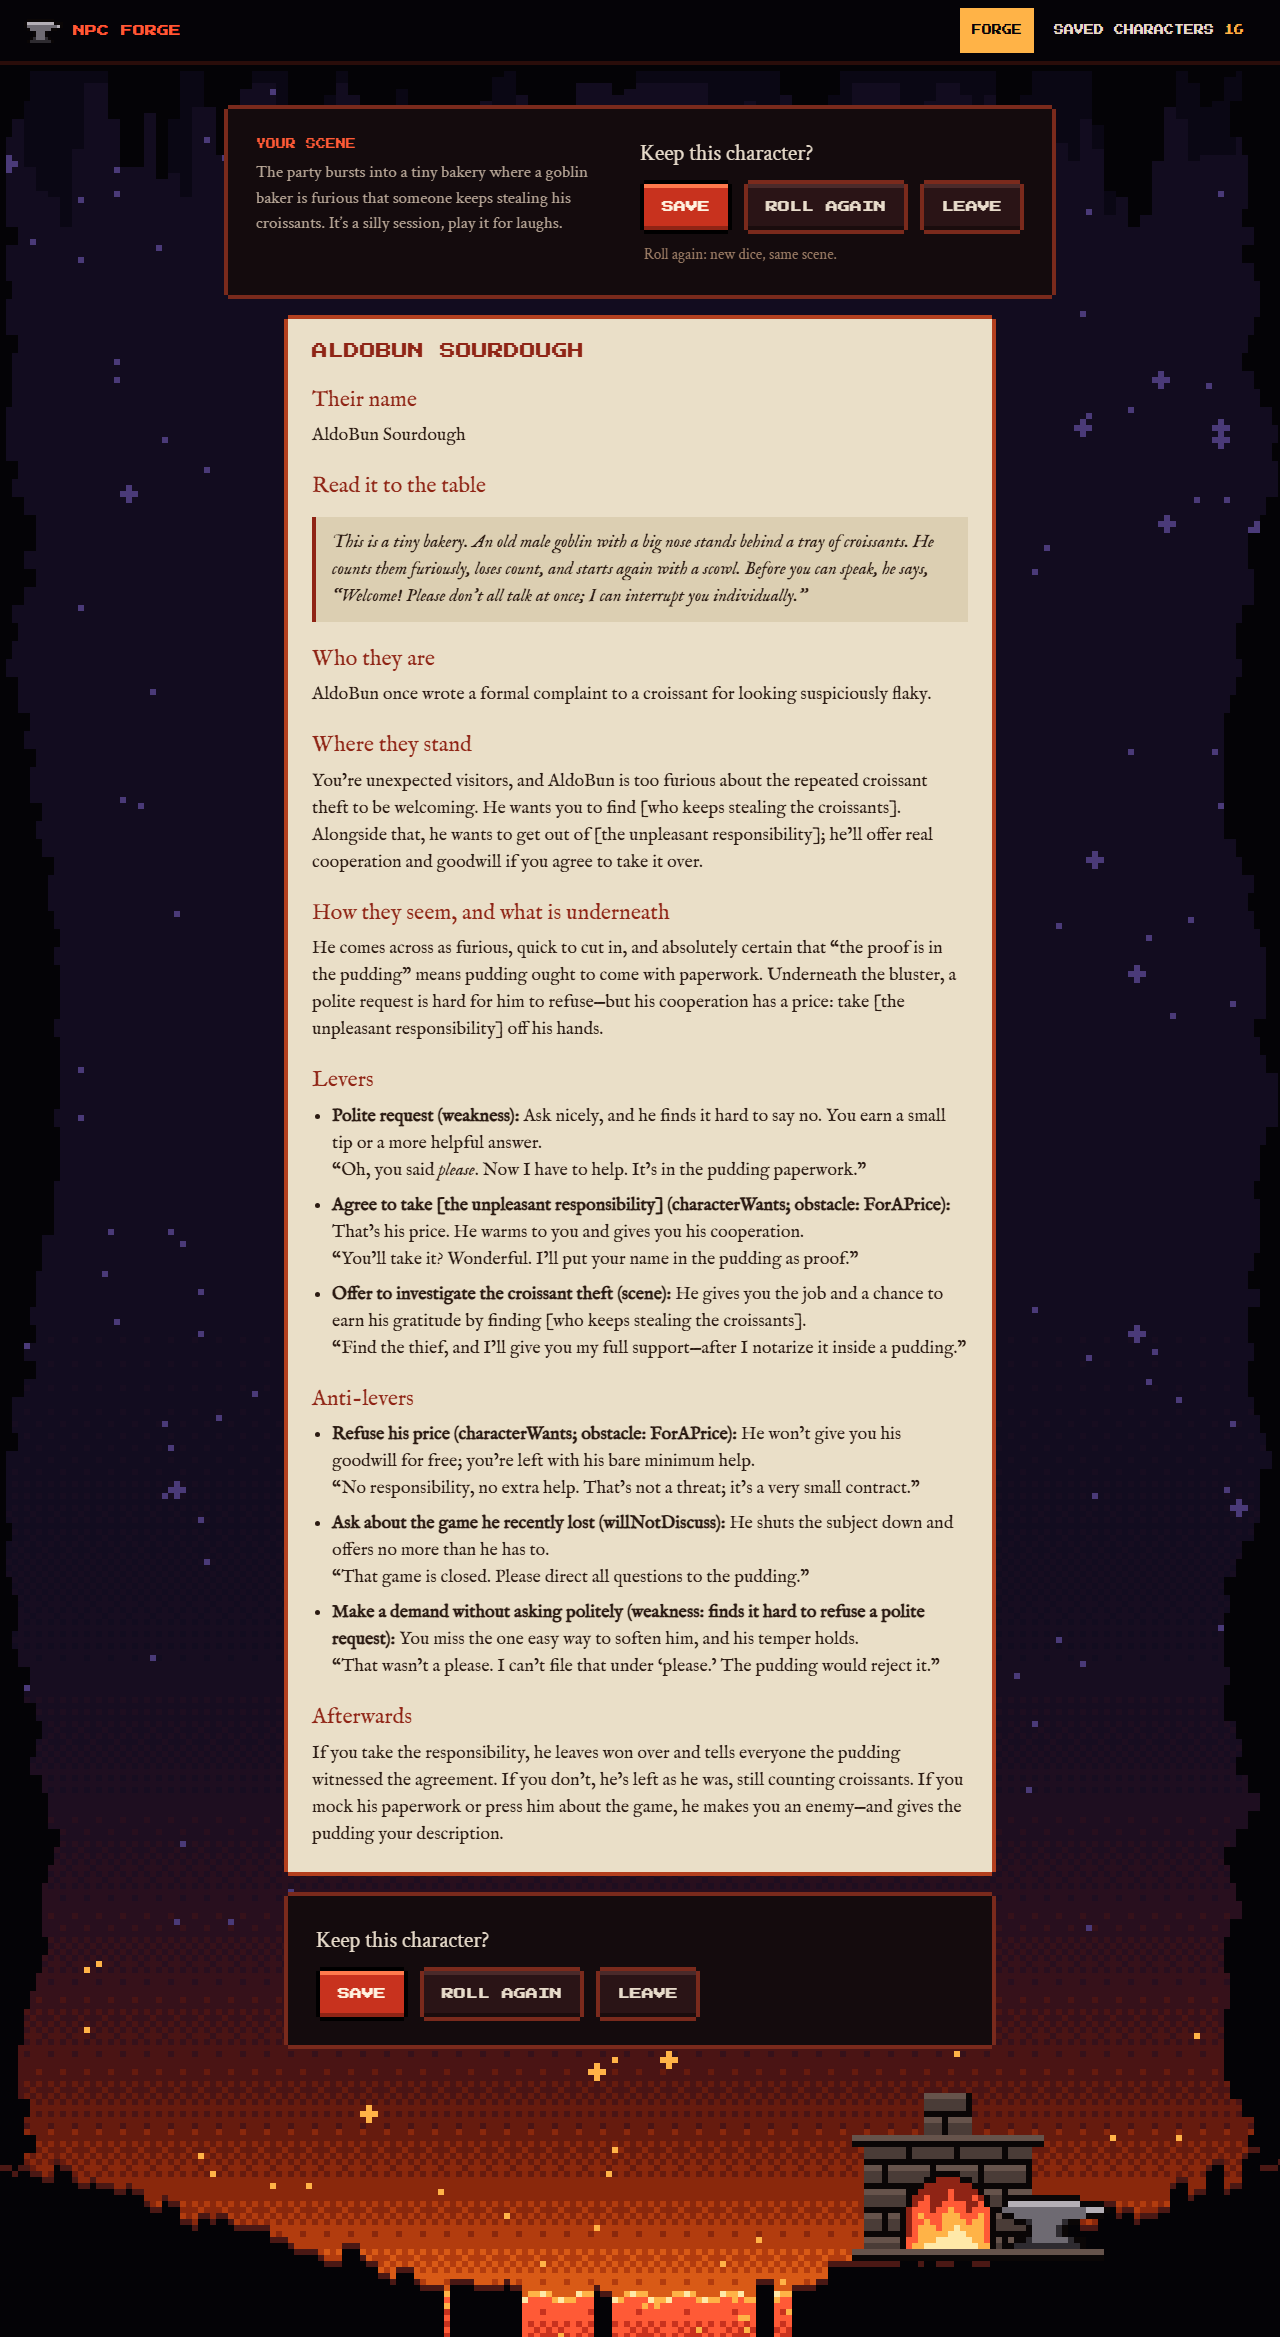 NPC FORGE
FORGE
SAVED CHARACTERS 16
YOUR SCENE
The party bursts into a tiny bakery where a goblin
baker is furious that someone keeps stealing his
croissants. It's a silly session, play it for laughs.
Keep this character?
SAVE
ROLL AGAIN
LEAVE
Roll again: new dice, same scene.
ALDOBUN SOURDOUGH
Their name
AldoBun Sourdough
Read it to the table
This is a tiny bakery. An old male goblin with a big nose stands behind a tray of croissants. He
counts them furiously, loses count, and starts again with a scowl. Before you can speak, he says,
“Welcome! Please don’t all talk at once; I can interrupt you individually.”
Who they are
AldoBun once wrote a formal complaint to a croissant for looking suspiciously flaky.
Where they stand
You’re unexpected visitors, and AldoBun is too furious about the repeated croissant
theft to be welcoming. He wants you to find [who keeps stealing the croissants].
Alongside that, he wants to get out of [the unpleasant responsibility]; he’ll offer real
cooperation and goodwill if you agree to take it over.
How they seem, and what is underneath
He comes across as furious, quick to cut in, and absolutely certain that “the proof is in
the pudding” means pudding ought to come with paperwork. Underneath the bluster, a
polite request is hard for him to refuse—but his cooperation has a price: take [the
unpleasant responsibility] off his hands.
Levers
• Polite request (weakness): Ask nicely, and he finds it hard to say no. You earn a small
tip or a more helpful answer.
“Oh, you said please. Now I have to help. It’s in the pudding paperwork.”
• Agree to take [the unpleasant responsibility] (characterWants; obstacle: ForAPrice):
That’s his price. He warms to you and gives you his cooperation.
“You’ll take it? Wonderful. I’ll put your name in the pudding as proof.”
• Offer to investigate the croissant theft (scene): He gives you the job and a chance to
earn his gratitude by finding [who keeps stealing the croissants].
“Find the thief, and I’ll give you my full support—after I notarize it inside a pudding.”
Anti-levers
• Refuse his price (characterWants; obstacle: ForAPrice): He won’t give you his
goodwill for free; you’re left with his bare minimum help.
“No responsibility, no extra help. That’s not a threat; it’s a very small contract.”
• Ask about the game he recently lost (willNotDiscuss): He shuts the subject down and
offers no more than he has to.
“That game is closed. Please direct all questions to the pudding.”
• Make a demand without asking politely (weakness: finds it hard to refuse a polite
request): You miss the one easy way to soften him, and his temper holds.
“That wasn’t a please. I can’t file that under ‘please.’ The pudding would reject it.”
Afterwards
If you take the responsibility, he leaves won over and tells everyone the pudding
witnessed the agreement. If you don’t, he’s left as he was, still counting croissants. If you
mock his paperwork or press him about the game, he makes you an enemy—and gives the
pudding your description.
Keep this character?
SAVE
ROLL AGAIN
LEAVE